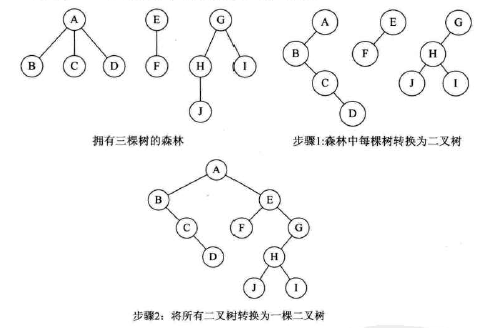 A E G A E G
B C D F H I B F H
J C J I
D
拥有三棵树的森林 步骤1:森林中每棵树转换为二叉树
A
B E
C F G
D H
J I
步骤2：将所有二叉树转换为一棵二叉树